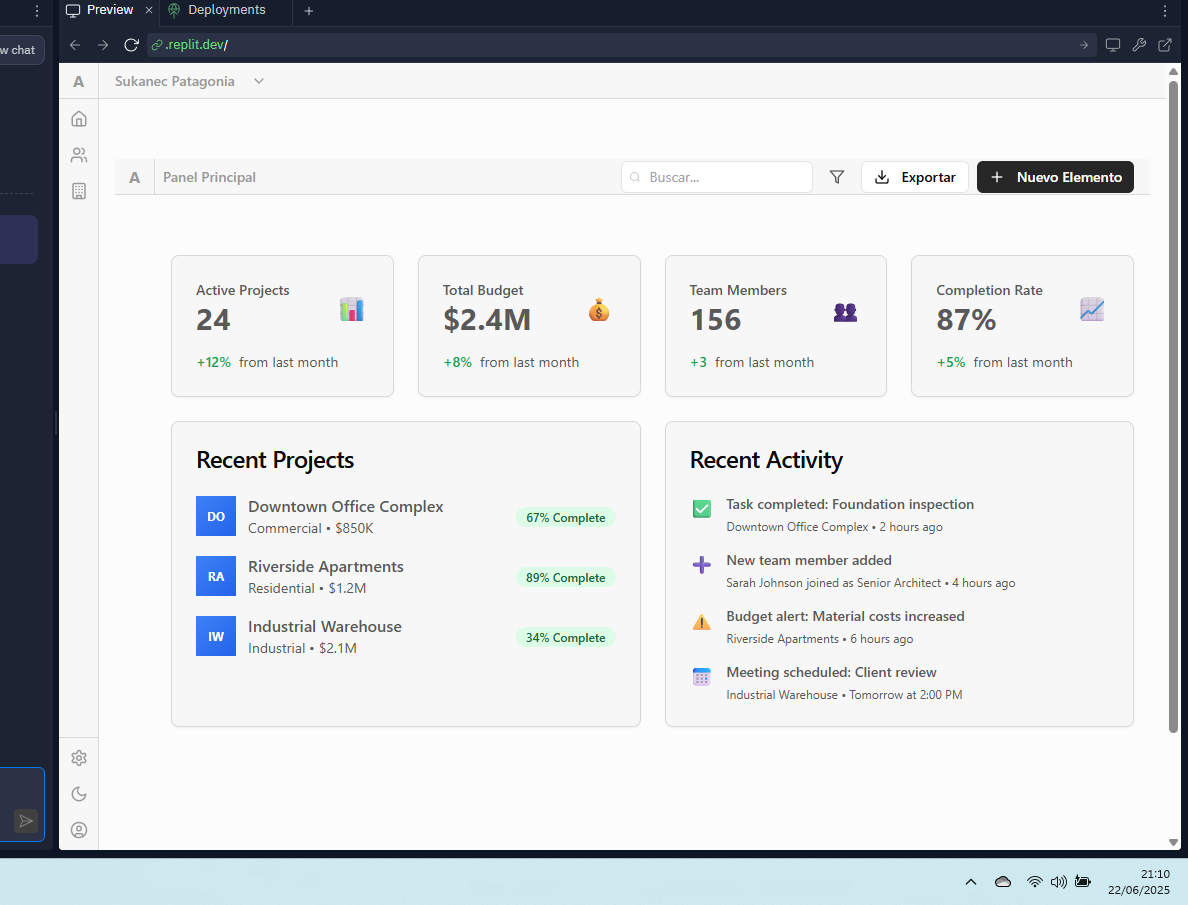 Preview
Deployments
w chat
.replit.dev/
A
Sukanec Patagonia
A
Panel Principal
Buscar...
Exportar
Nuevo Elemento
Active Projects
24
+12% from last month
Total Budget
$2.4M
+8% from last month
Team Members
156
+3 from last month
Completion Rate
87%
+5% from last month
Recent Projects
DO
Downtown Office Complex
Commercial • $850K
67% Complete
RA
Riverside Apartments
Residential • $1.2M
89% Complete
IW
Industrial Warehouse
Industrial • $2.1M
34% Complete
Recent Activity
Task completed: Foundation inspection
Downtown Office Complex • 2 hours ago
New team member added
Sarah Johnson joined as Senior Architect • 4 hours ago
Budget alert: Material costs increased
Riverside Apartments • 6 hours ago
Meeting scheduled: Client review
Industrial Warehouse • Tomorrow at 2:00 PM
21:10
22/06/2025